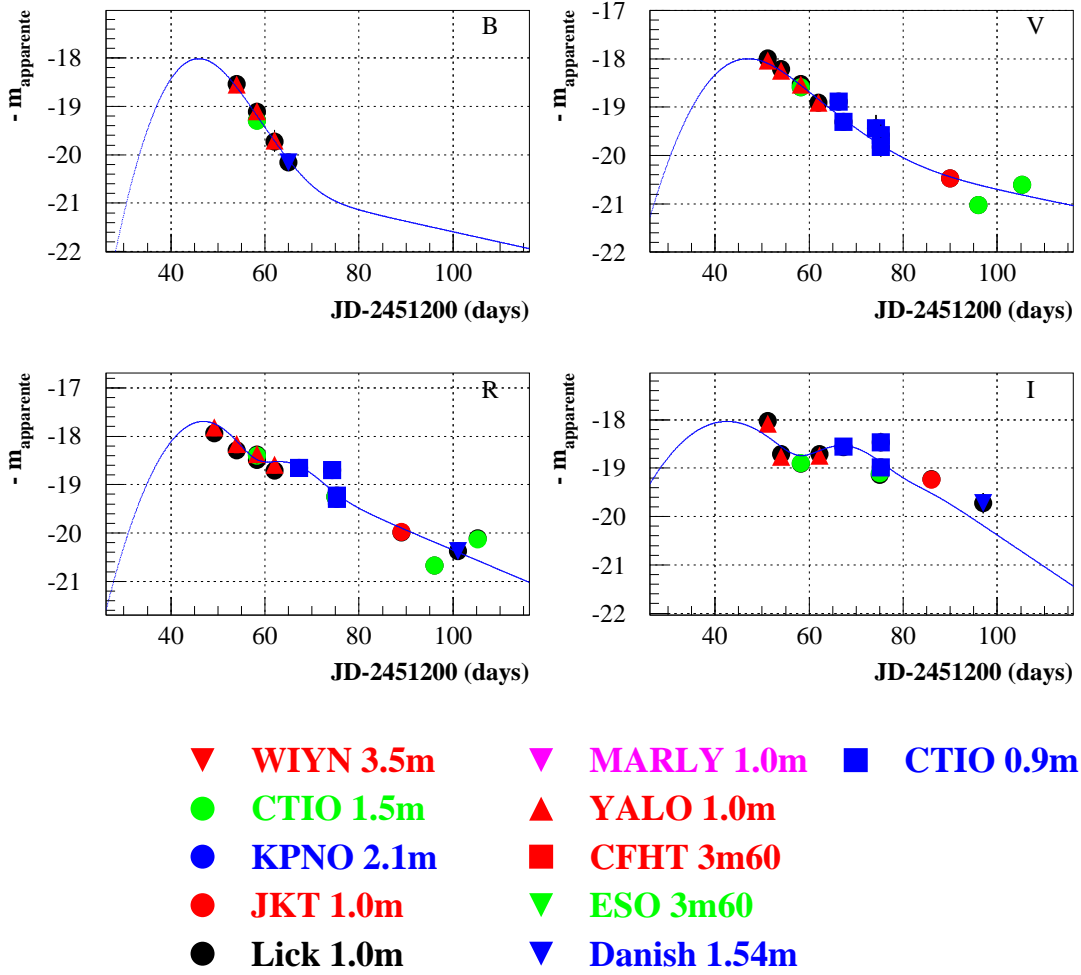 B
-18
-19
-20
-21
-22
40 60 80 100
JD-2451200 (days)
- m apparente
V
-17
-18
-19
-20
-21
-22
40 60 80 100
JD-2451200 (days)
- m apparente
R
-17
-18
-19
-20
-21
40 60 80 100
JD-2451200 (days)
- m apparente
I
-18
-19
-20
-21
-22
40 60 80 100
JD-2451200 (days)
- m apparente
WIYN 3.5m
CTIO 1.5m
KPNO 2.1m
JKT 1.0m
Lick 1.0m
MARLY 1.0m
YALO 1.0m
CFHT 3m60
ESO 3m60
Danish 1.54m
CTIO 0.9m